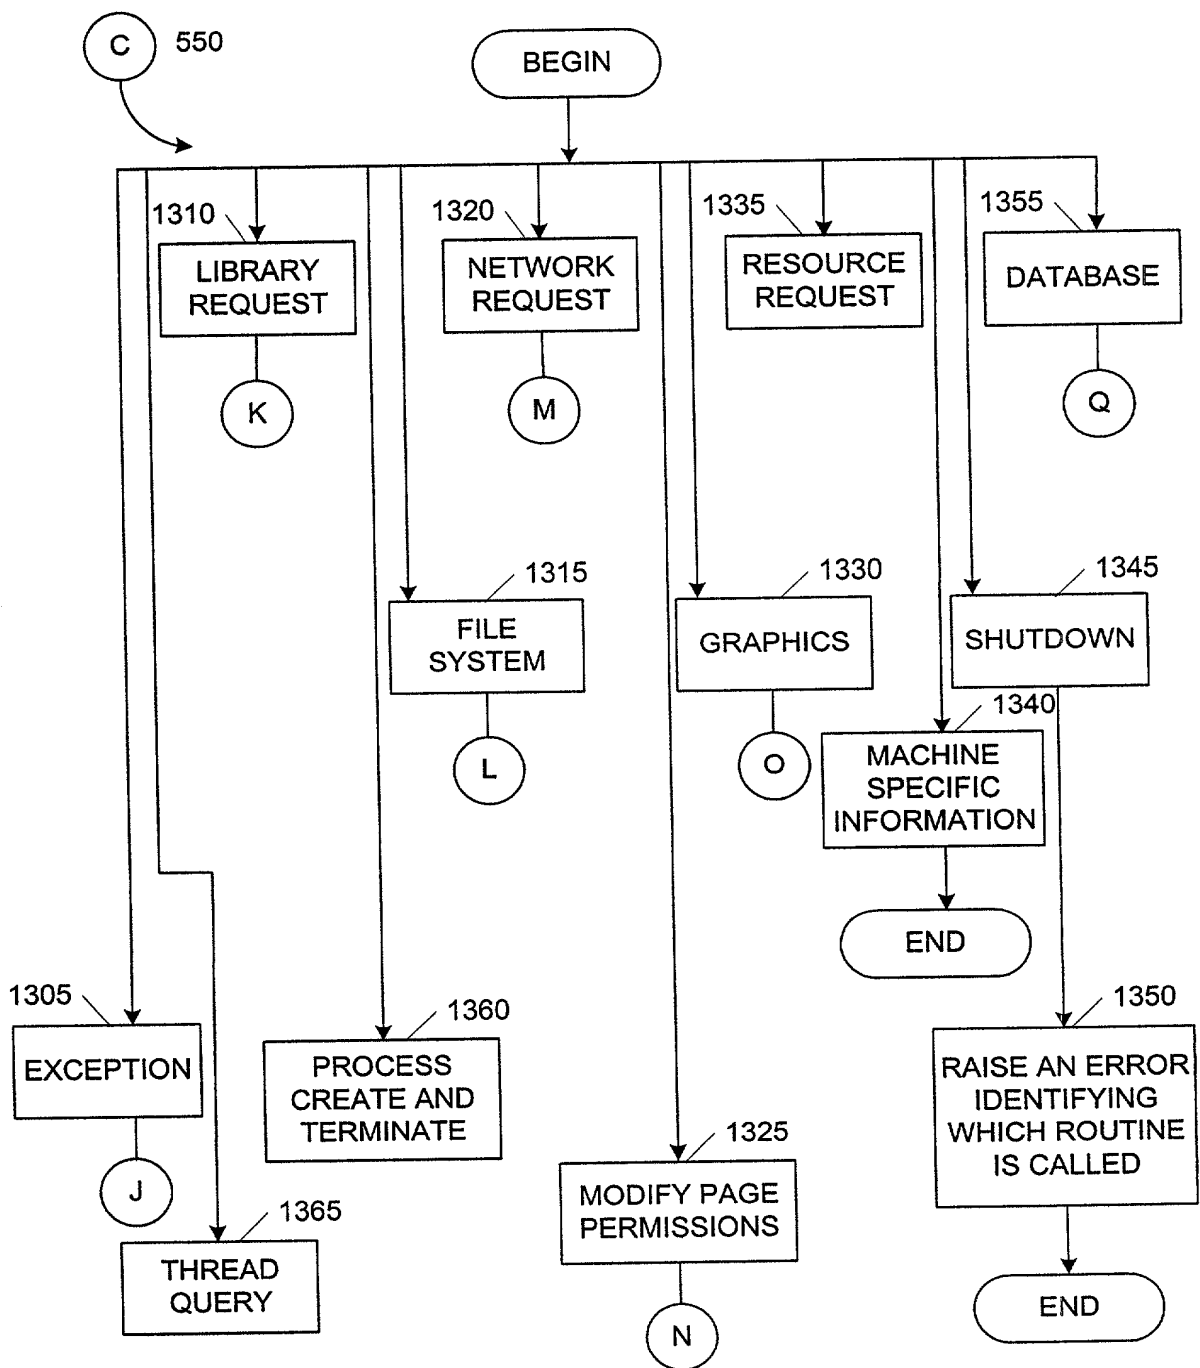 C
550
BEGIN
1310
1320
1335
1355
LIBRARY
REQUEST
NETWORK
REQUEST
RESOURCE
REQUEST
DATABASE
K
M
Q
1315
1330
1345
FILE
SYSTEM
GRAPHICS
SHUTDOWN
L
O
1340
MACHINE
SPECIFIC
INFORMATION
END
1305
EXCEPTION
J
1360
PROCESS
CREATE AND
TERMINATE
1350
RAISE AN ERROR
IDENTIFYING
WHICH ROUTINE
IS CALLED
1365
THREAD
QUERY
1325
MODIFY PAGE
PERMISSIONS
N
END